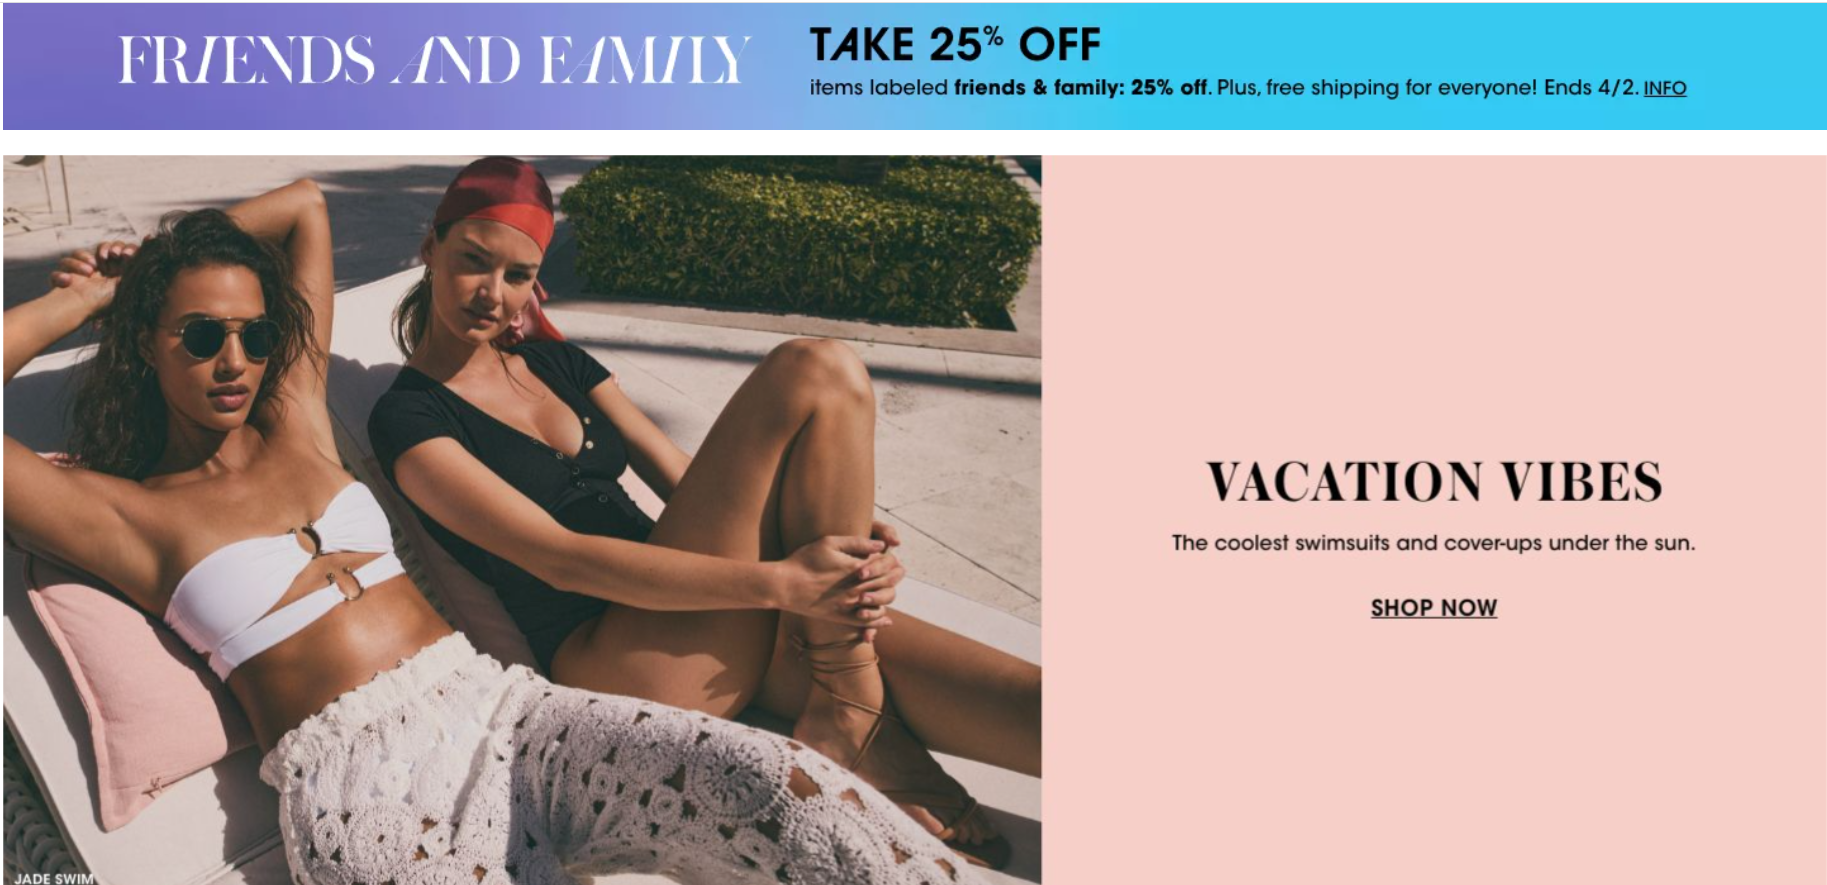 FRIENDS AND FAMILY
TAKE 25% OFF
items labeled friends & family: 25% off. Plus, free shipping for everyone! Ends 4/2. INFO
VACATION VIBES
The coolest swimsuits and cover-ups under the sun.
SHOP NOW
JADE SWIM